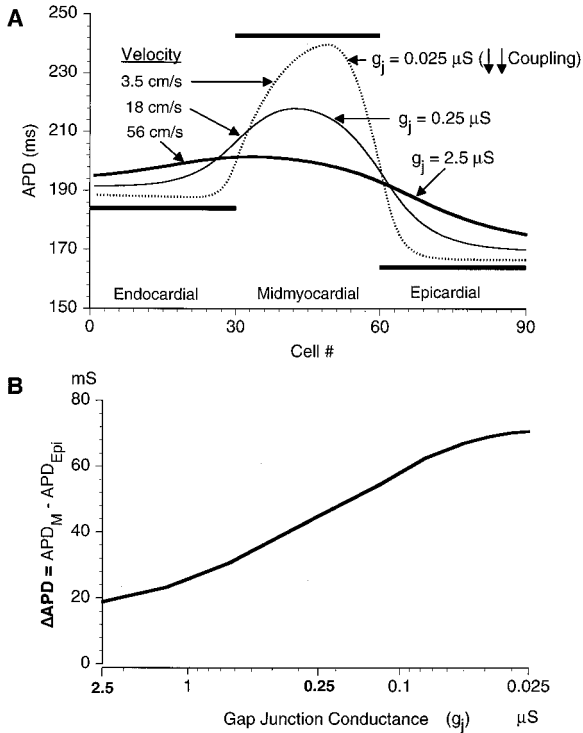 A
Velocity
3.5 cm/s
18 cm/s
56 cm/s
gj = 0.025 µS (↓↓Coupling)
gj = 0.25 µS
gj = 2.5 µS
APD (ms)
250
230
210
190
170
150
Endocardial Midmyocardial Epicardial
0 30 60 90
Cell #
B
mS
80
60
40
20
0
ΔAPD = APDM - APDEpi
2.5 1 0.25 0.1 0.025
Gap Junction Conductance (gj) µS